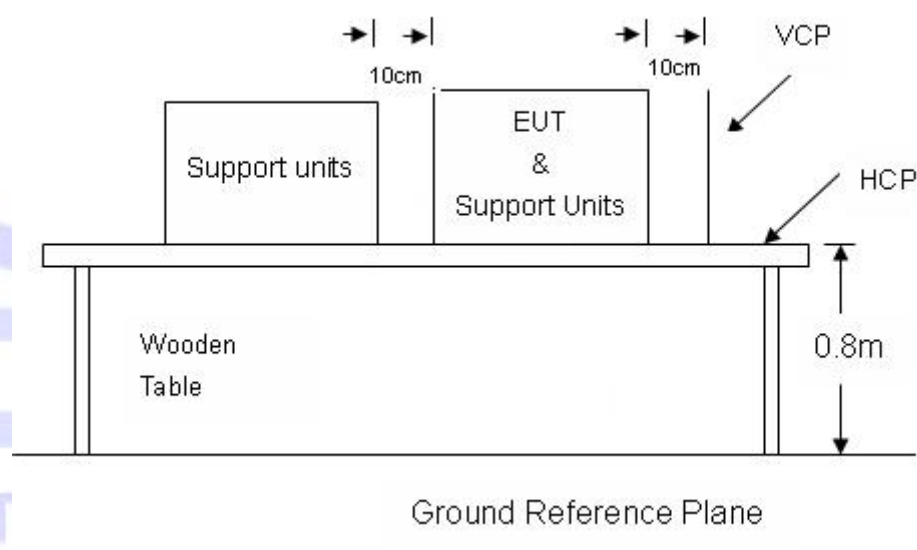 10cm
10cm
VCP
Support units
EUT
&
Support Units
HCP
Wooden
Table
0.8m
Ground Reference Plane